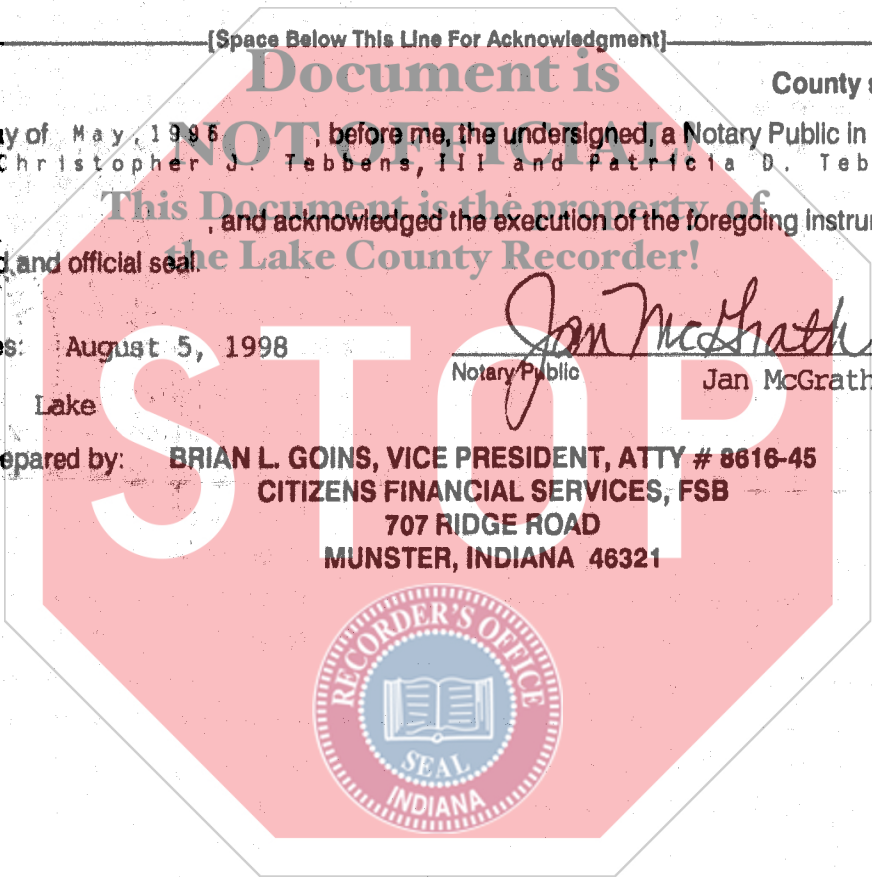 [Space Below This Line For Acknowledgment]
Document is
County s
y of May, 1996 , before me, the undersigned, a Notary Public in
NOT OFFICIAL!
Christopher J. Tebbens, III and Patricia D. Teb
This Document is the property of
, and acknowledged the execution of the foregoing instru
the Lake County Recorder!
d and official seal.
Jan McGrath
s: August 5, 1998
Notary Public
Jan McGrath
Lake
epared by: BRIAN L. GOINS, VICE PRESIDENT, ATTY # 8616-45
CITIZENS FINANCIAL SERVICES, FSB
707 RIDGE ROAD
MUNSTER, INDIANA 46321
STOP
RECORDER'S OFFICE
SEAL
INDIANA